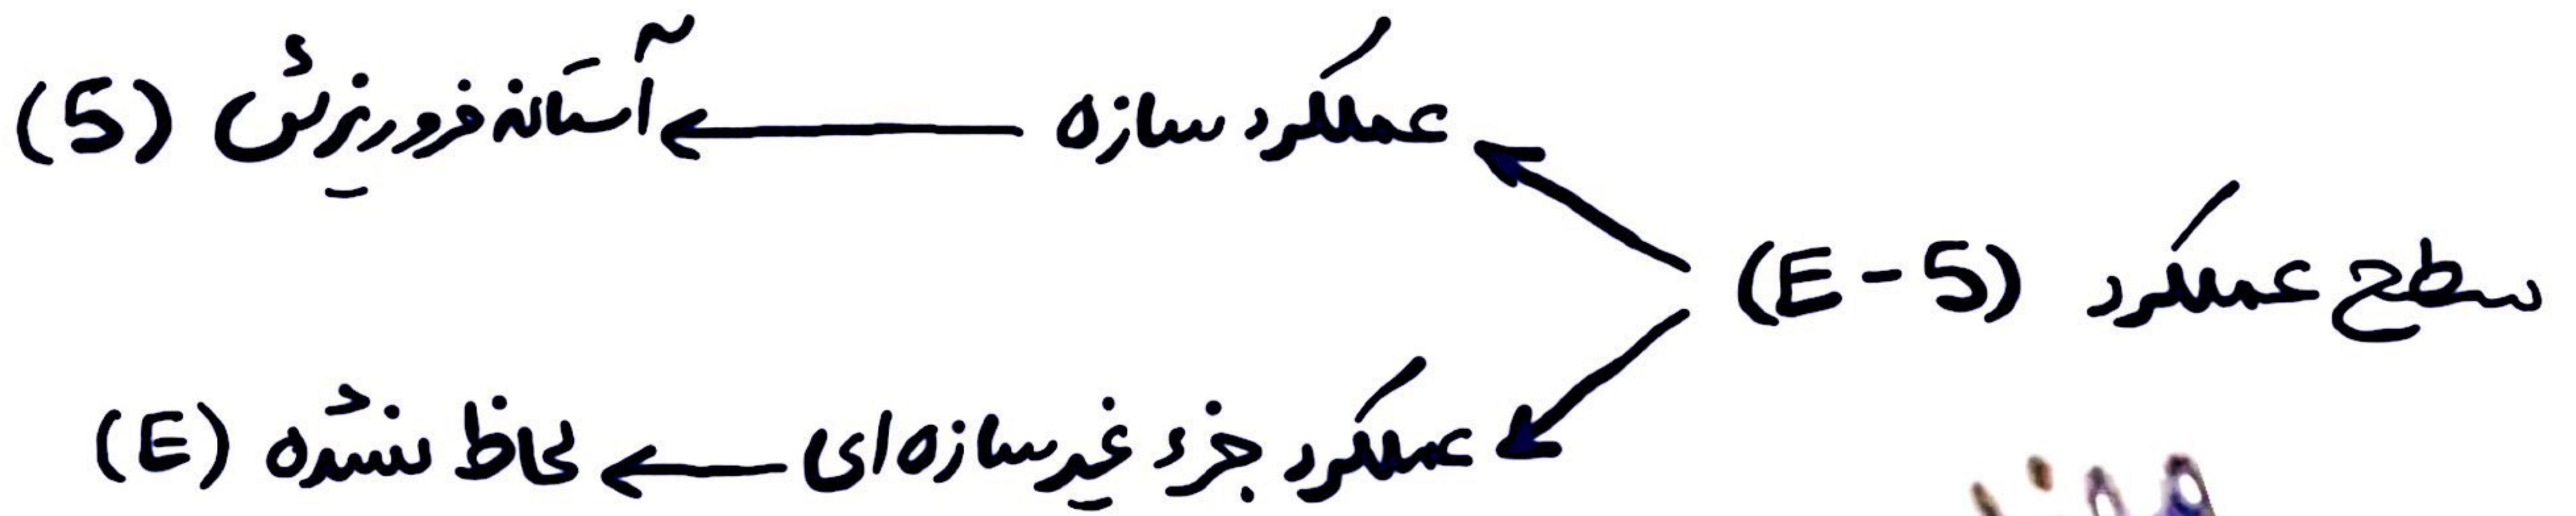 عملکرد سازه ← آستانه فروریزش (5)
سطح عملکرد (E-5)
عملکرد جزء غیرسازه‌ای ← لحاظ نشده (E)